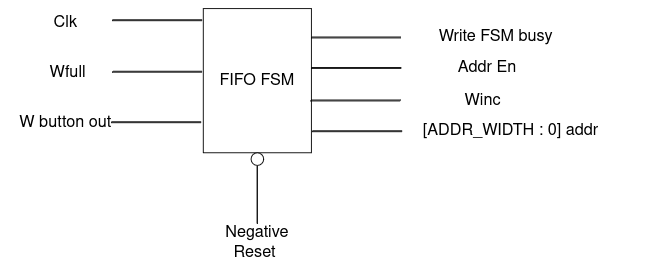 Clk
Wfull
W button out
FIFO FSM
Write FSM busy
Addr En
Winc
[ADDR_WIDTH : 0] addr
Negative
Reset